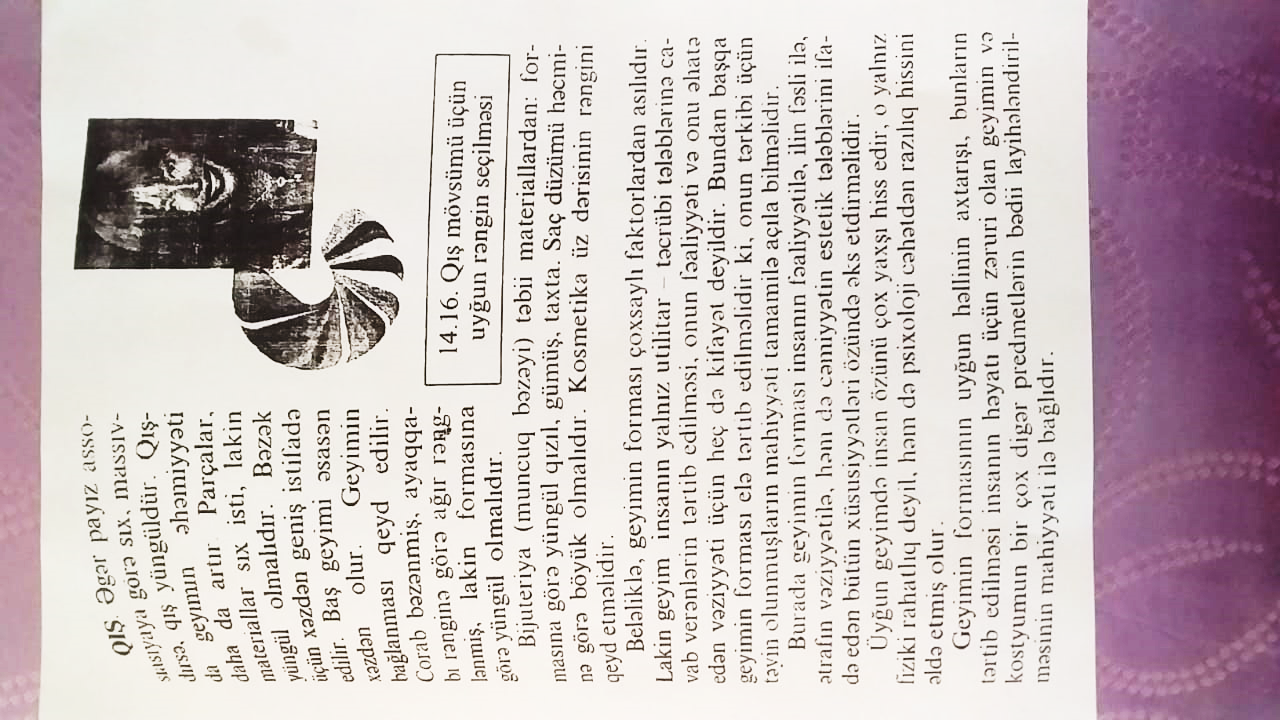 QIŞ. Əgər payız asso-
siasiyaya görə sıx, massiv-
dirsə, qış yüngüldür. Qış-
da geyimin əhəmiyyəti
daha da artır. Parçalar,
materiallar sıx isti, lakin
yüngül olmalıdır. Bəzək
üçün xəzdən geniş istifadə
edilir. Baş geyimi əsasən
xəzdən olur. Geyimin
bağlanması qeyd edilir.
Corab bəzənmiş, ayaqqa-
bı rənginə görə ağır rəng-
lənmiş, lakin formasına
görə yüngül olmalıdır.
14.16. Qış mövsümü üçün
uyğun rəngin seçilməsi
Bijuteriya (muncuq bəzəyi) təbii materiallardan: for-
masına görə yüngül qızıl, gümüş, taxta. Saç düzümü həcmi-
nə görə böyük olmalıdır. Kosmetika üz dərisinin rəngini
qeyd etməlidir.
Beləliklə, geyimin forması çoxsaylı faktorlardan asılıdır.
Lakin geyim insanın yalnız utilitar – təcrübi tələblərinə ca-
vab verənlərin tərtib edilməsi, onun fəaliyyəti və onu əhatə
edən vəziyyəti üçün heç də kifayət deyildir. Bundan başqa
geyimin forması elə tərtib edilməlidir ki, onun tərkibi üçün
təyin olunmuşların mahiyyəti tamamilə açıla bilməlidir.
Burada geyimin forması insanın fəaliyyətilə, ilin fəsli ilə,
ətrafın vəziyyətilə, həm də cəmiyyətin estetik tələblərini ifa-
də edən bütün xüsusiyyətləri özündə əks etdirməlidir.
Uyğun geyimdə insan özünü çox yaxşı hiss edir, o yalnız
fiziki rahatlıq deyil, həm də psixoloji cəhətdən razılıq hissini
əldə etmiş olur.
Geyimin formasının uyğun həllinin axtarışı, bunların
tərtib edilməsi insanın həyatı üçün zəruri olan geyimin və
kostyumun bir çox digər predmetlərin bədii layihələndiril-
məsinin mahiyyəti ilə bağlıdır.